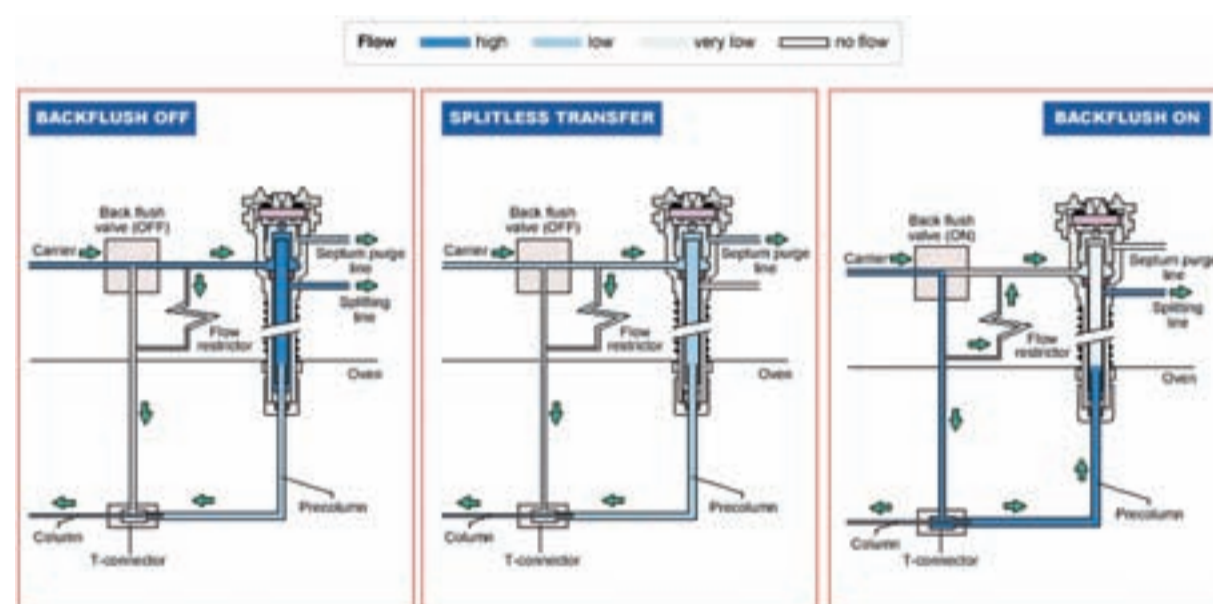 Flow high low very low no flow
BACKFLUSH OFF
Back flush
valve (OFF)
Carrier
Septum purge
line
Splitting
line
Flow
restrictor
Oven
Precolumn
Column
T-connector
SPLITLESS TRANSFER
Back flush
valve (OFF)
Carrier
Septum purge
line
Flow
restrictor
Oven
Precolumn
Column
T-connector
BACKFLUSH ON
Back flush
valve (ON)
Carrier
Septum purge
line
Splitting
line
Flow
restrictor
Oven
Precolumn
Column
T-connector